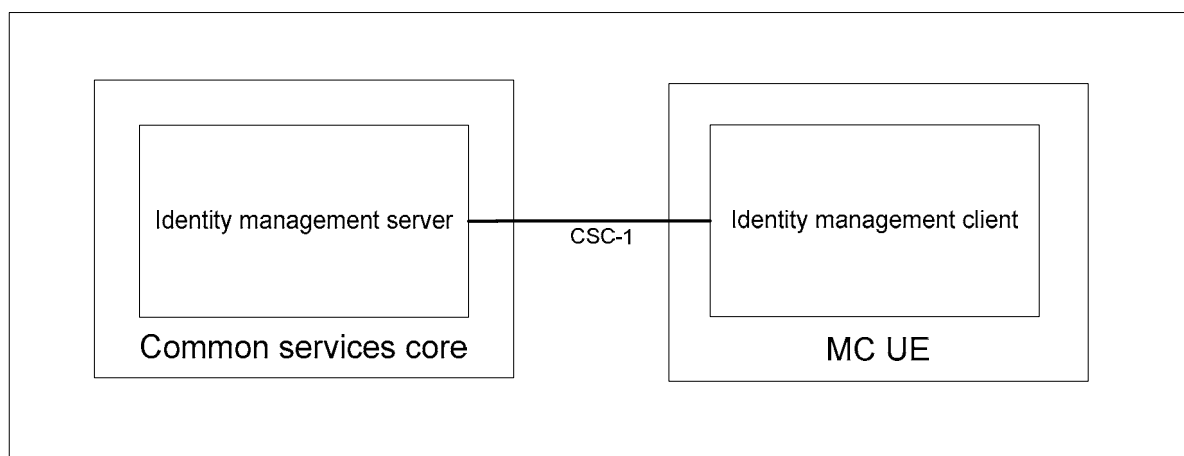 Identity management server
Identity management client
CSC-1
Common services core
MC UE